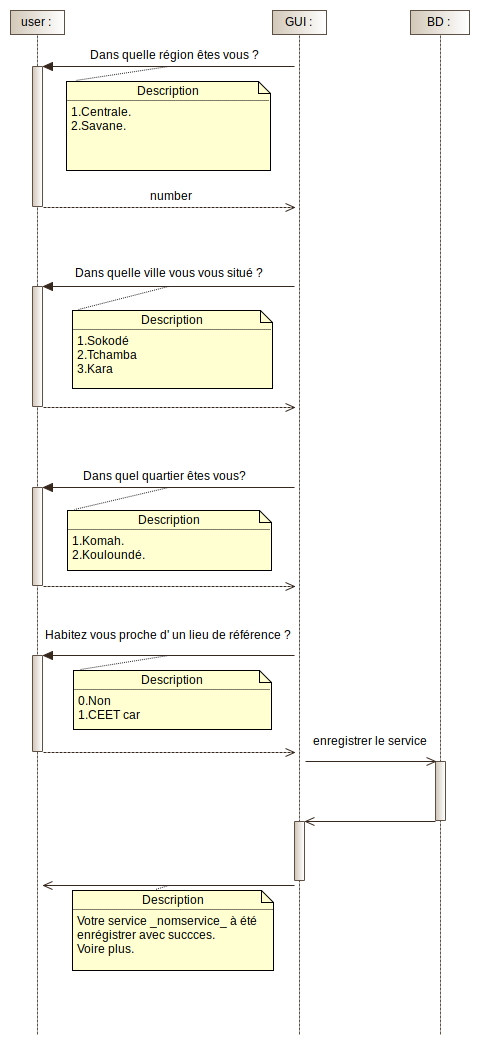 user :
GUI :
BD :
Dans quelle région êtes vous ?
Description
1.Centrale.
2.Savane.
number
Dans quelle ville vous vous situé ?
Description
1.Sokodé
2.Tchamba
3.Kara
Dans quel quartier êtes vous?
Description
1.Komah.
2.Kouloundé.
Habitez vous proche d' un lieu de référence ?
Description
0.Non
1.CEET car
enregistrer le service
Description
Votre service _nomservice_ à été
enrégistrer avec succces.
Voire plus.